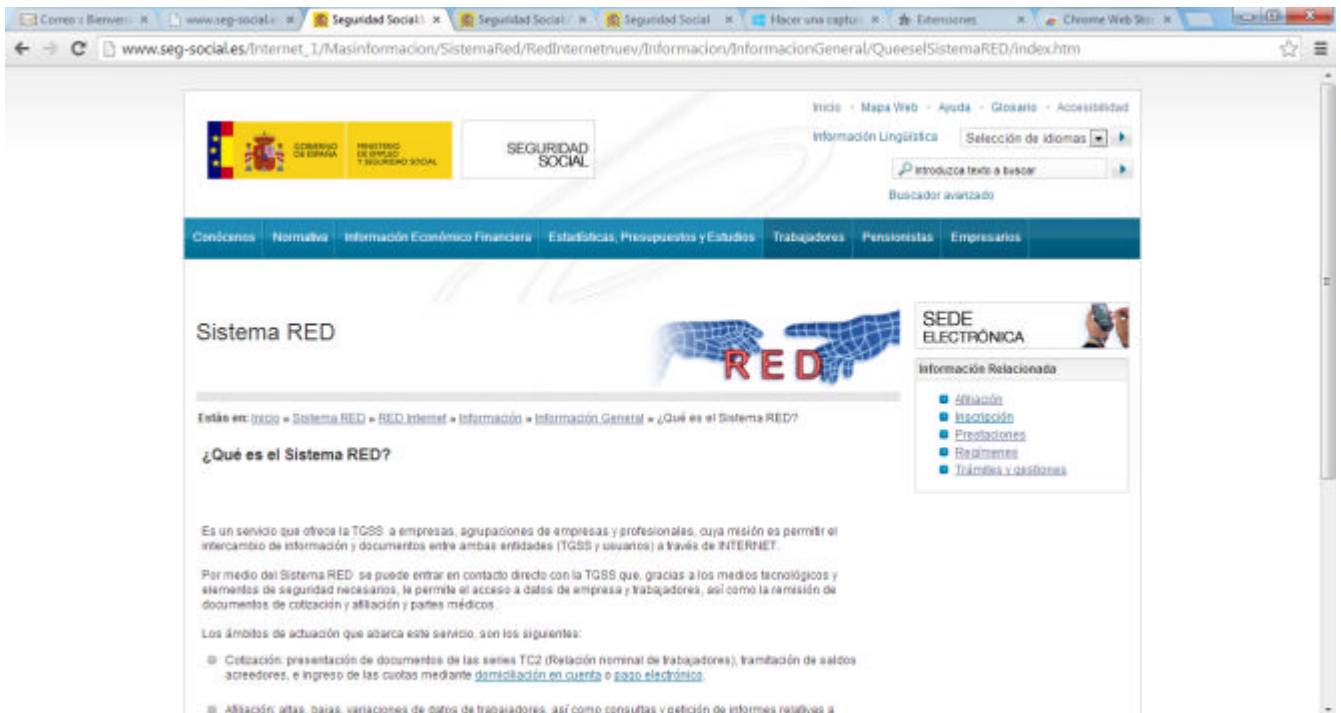 Correo :: Bienveni
www.seg-social.e
Seguridad Social:
Seguridad Social:
Seguridad Social
Hacer una captu
Extensiones
Chrome Web Sto
www.seg-social.es/Internet_1/Masinformacion/SistemaRed/RedInternetnuev/Informacion/InformacionGeneral/QueeselSistemaRED/index.htm
Inicio - Mapa Web - Ayuda - Glosario - Accesibilidad
GOBIERNO
DE ESPAÑA
MINISTERIO
DE EMPLEO
Y SEGURIDAD SOCIAL
SEGURIDAD
SOCIAL
Información Lingüística
Selección de idiomas
Introduzca texto a buscar
Buscador avanzado
Conócenos Normativa Información Económico Financiera Estadísticas, Presupuestos y Estudios Trabajadores Pensionistas Empresarios
Sistema RED
RED
SEDE
ELECTRÓNICA
Información Relacionada
Afiliación
Inscripción
Prestaciones
Regímenes
Trámites y gestiones
Están en: Inicio » Sistema RED » RED Internet » Información » Información General » ¿Qué es el Sistema RED?
¿Qué es el Sistema RED?
Es un servicio que ofrece la TGSS a empresas, agrupaciones de empresas y profesionales, cuya misión es permitir el
intercambio de información y documentos entre ambas entidades (TGSS y usuarios) a través de INTERNET.
Por medio del Sistema RED se puede entrar en contacto directo con la TGSS que, gracias a los medios tecnológicos y
elementos de seguridad necesarios, le permite el acceso a datos de empresa y trabajadores, así como la remisión de
documentos de cotización y afiliación y partes médicos.
Los ámbitos de actuación que abarca este servicio, son los siguientes:
Cotización: presentación de documentos de las series TC2 (Relación nominal de trabajadores), tramitación de saldos
acreedores, e ingreso de las cuotas mediante domiciliación en cuenta o pago electrónico.
Afiliación: altas, bajas, variaciones de datos de trabajadores, así como consultas y petición de informes relativos a